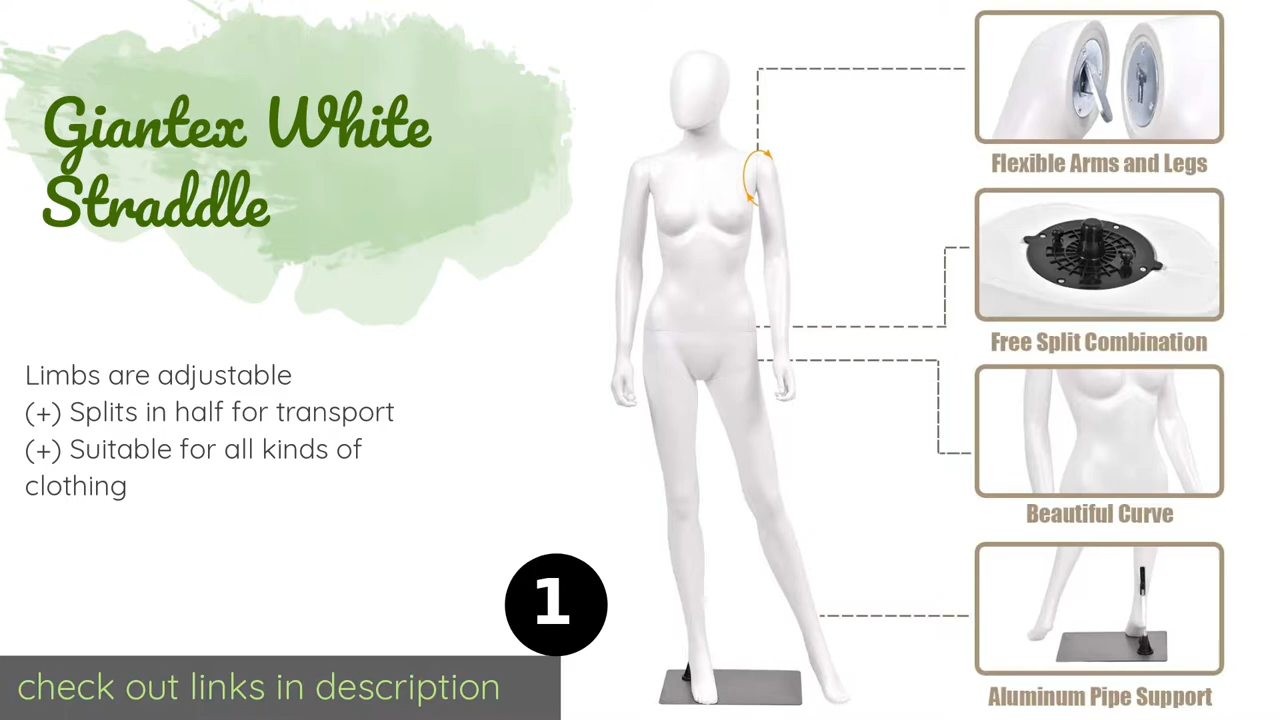 Giantex White
Straddle
Limbs are adjustable
(+) Splits in half for transport
(+) Suitable for all kinds of
clothing
1
check out links in description
Flexible Arms and Legs
Free Split Combination
Beautiful Curve
Aluminum Pipe Support